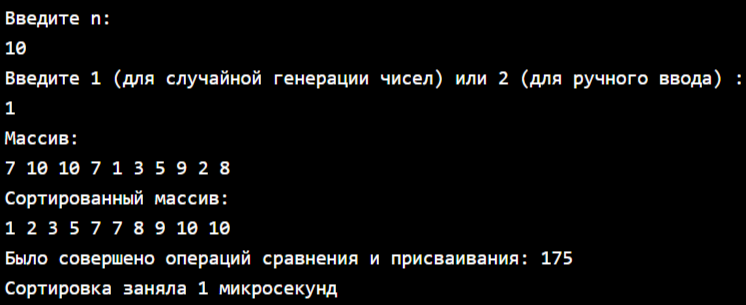 Введите n:
10
Введите 1 (для случайной генерации чисел) или 2 (для ручного ввода) :
1
Массив:
7 10 10 7 1 3 5 9 2 8
Сортированный массив:
1 2 3 5 7 7 8 9 10 10
Было совершено операций сравнения и присваивания: 175
Сортировка заняла 1 микросекунд